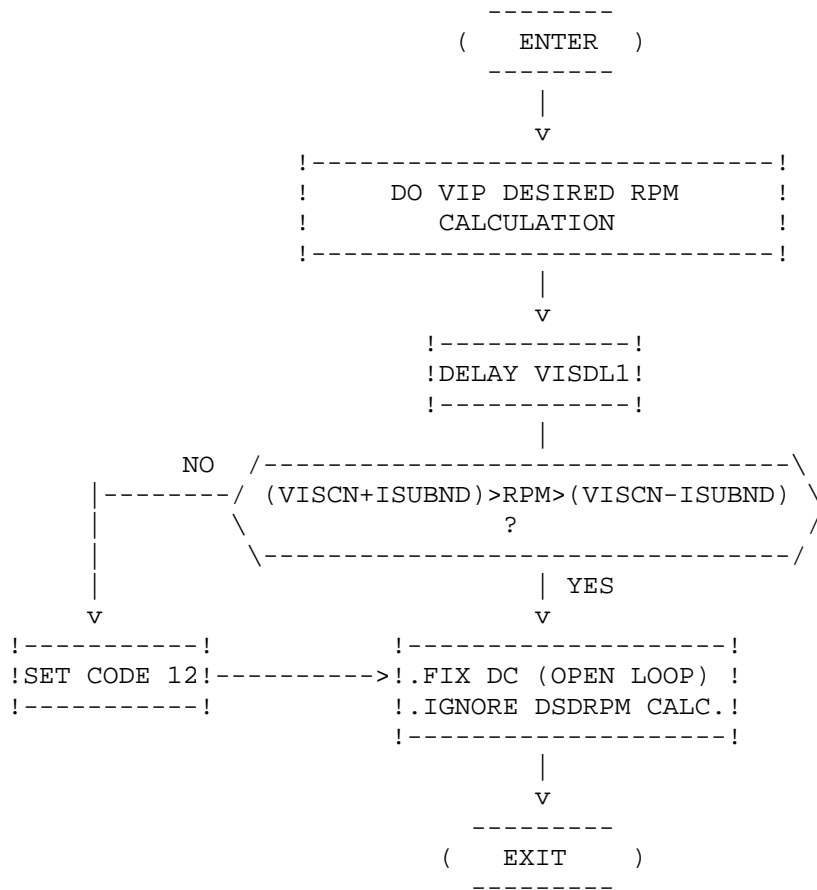 ( ENTER )
DO VIP DESIRED RPM
CALCULATION
DELAY VISDL1
NO
(VISCN+ISUBND)>RPM>(VISCN-ISUBND)
?
YES
SET CODE 12
.FIX DC (OPEN LOOP)
.IGNORE DSDRPM CALC.
( EXIT )